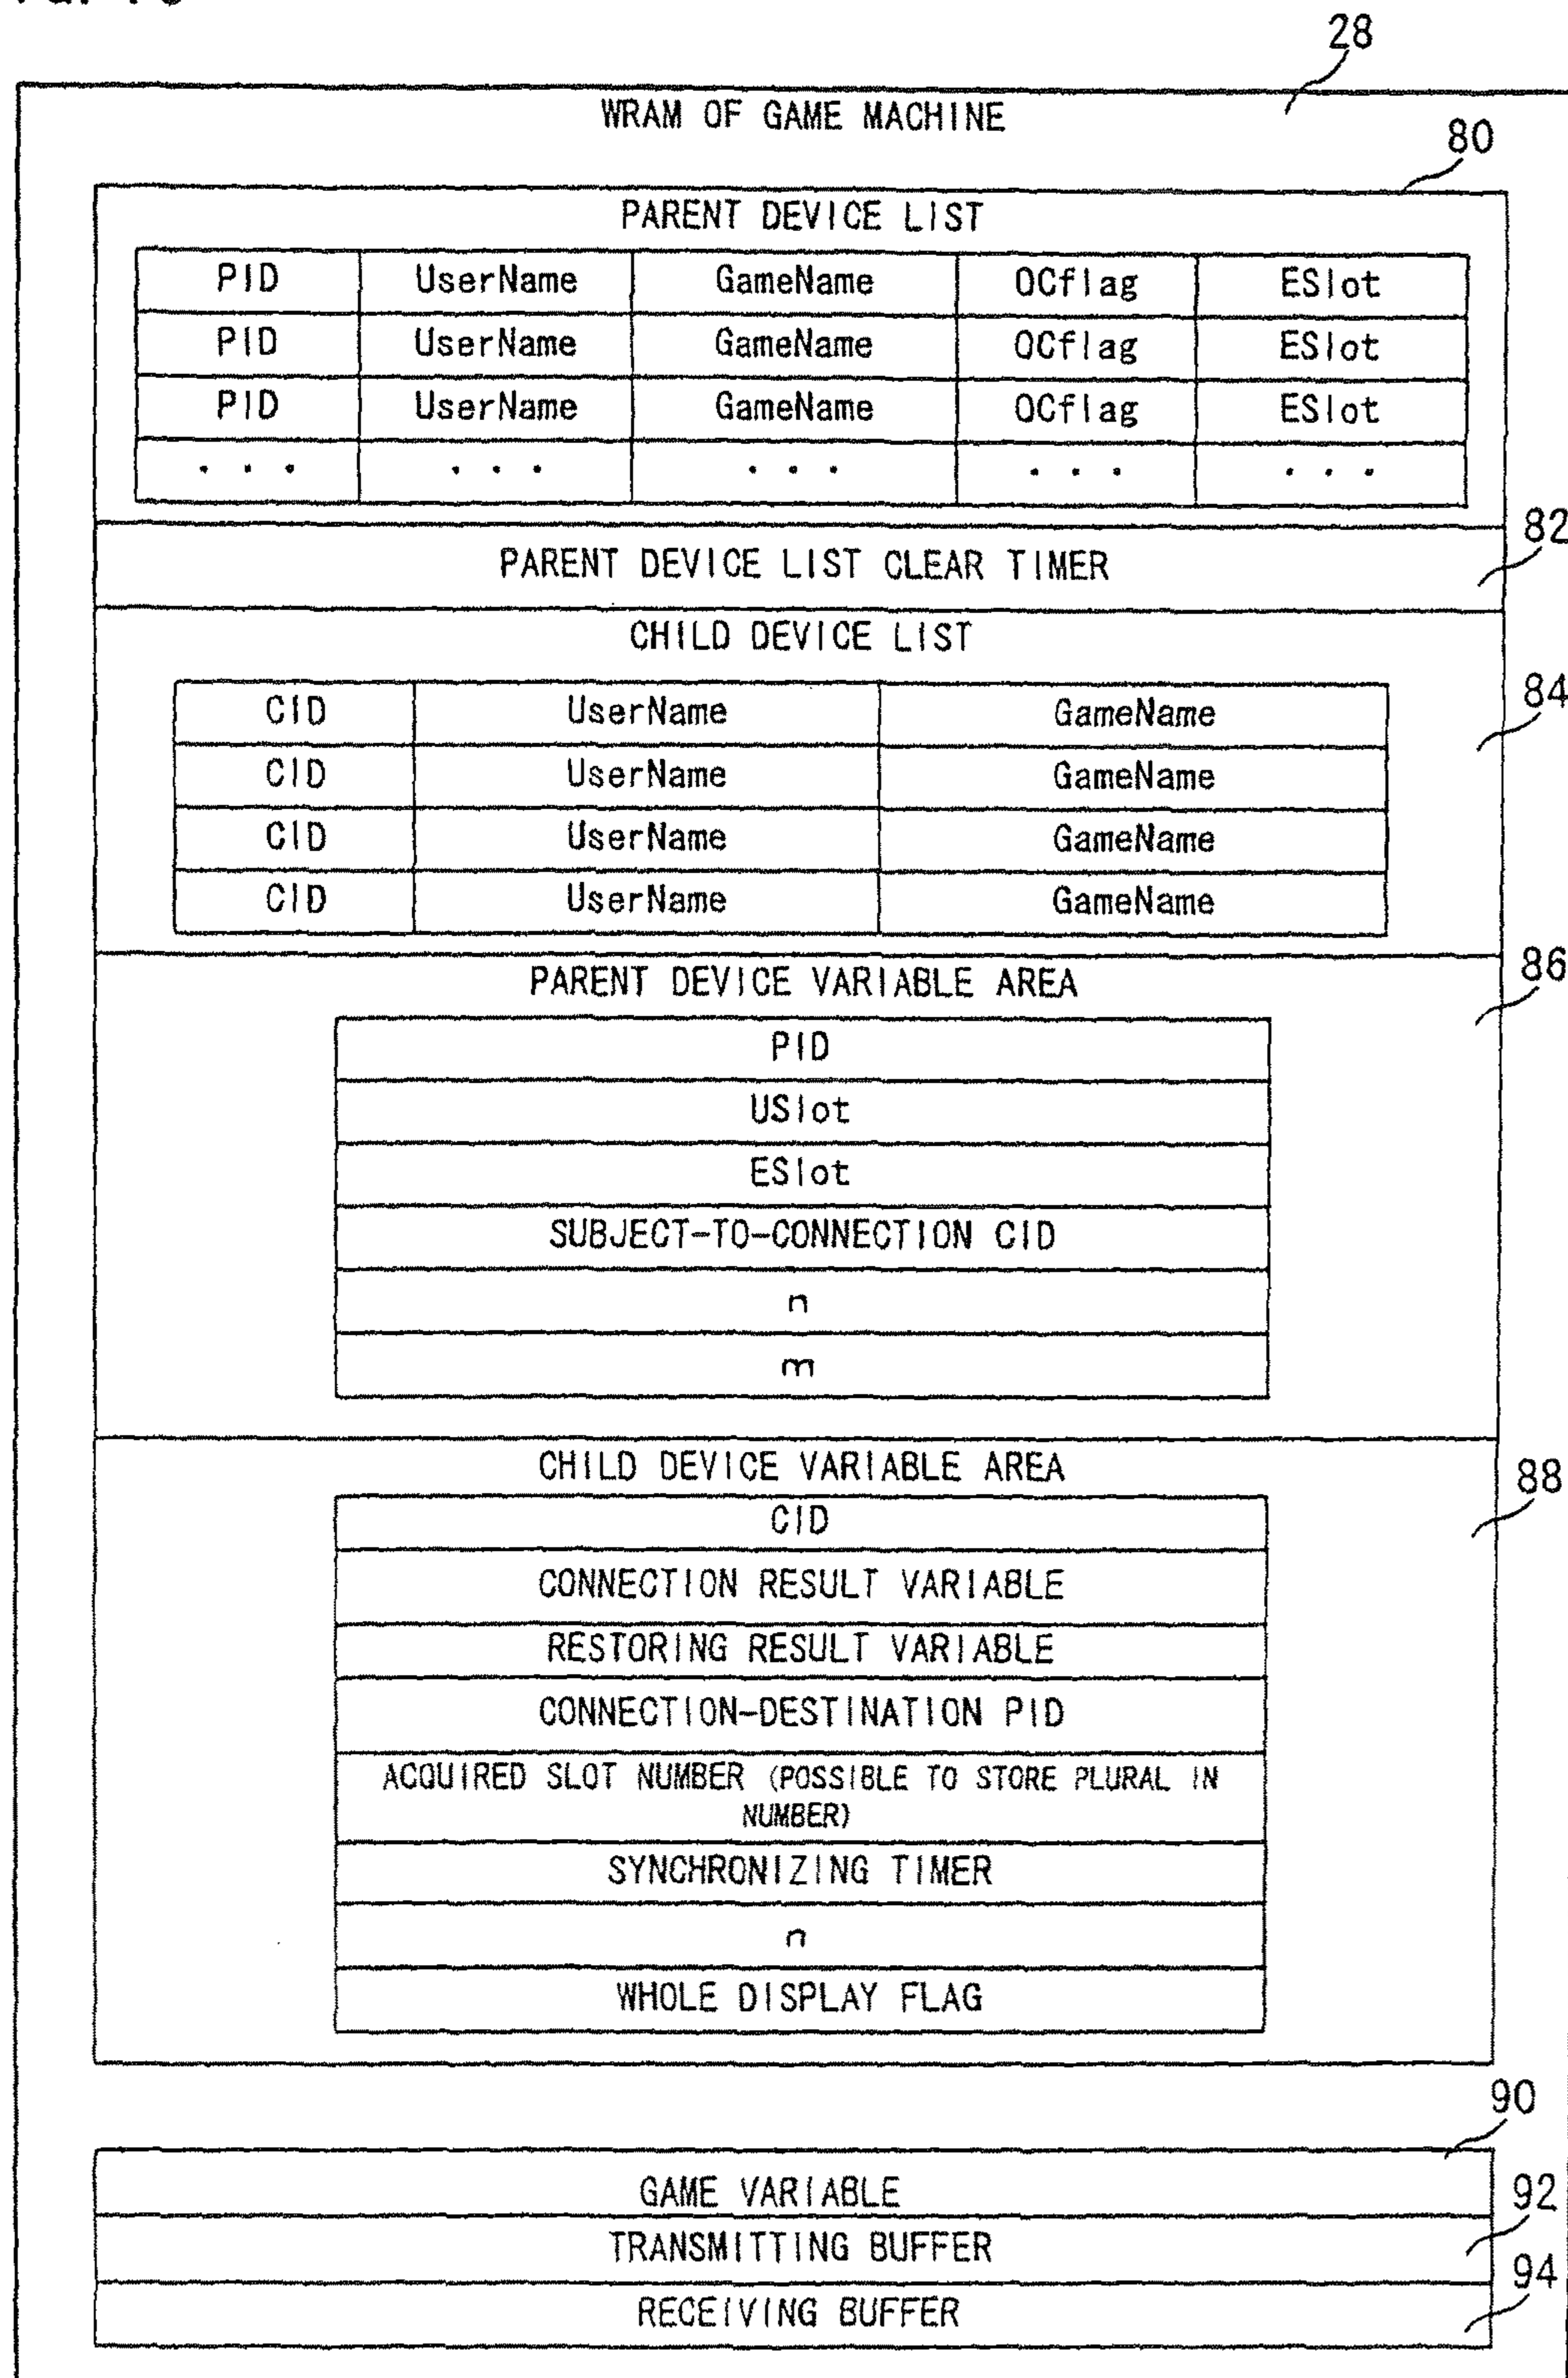 28
WRAM OF GAME MACHINE
80
PARENT DEVICE LIST
PID UserName GameName OCflag ESlot
PID UserName GameName OCflag ESlot
PID UserName GameName OCflag ESlot
... ... ... ... ...
82
PARENT DEVICE LIST CLEAR TIMER
CHILD DEVICE LIST
84
CID UserName GameName
CID UserName GameName
CID UserName GameName
CID UserName GameName
86
PARENT DEVICE VARIABLE AREA
PID
USlot
ESlot
SUBJECT-TO-CONNECTION CID
n
m
CHILD DEVICE VARIABLE AREA
88
CID
CONNECTION RESULT VARIABLE
RESTORING RESULT VARIABLE
CONNECTION-DESTINATION PID
ACQUIRED SLOT NUMBER (POSSIBLE TO STORE PLURAL IN
NUMBER)
SYNCHRONIZING TIMER
n
WHOLE DISPLAY FLAG
90
GAME VARIABLE
92
TRANSMITTING BUFFER
94
RECEIVING BUFFER